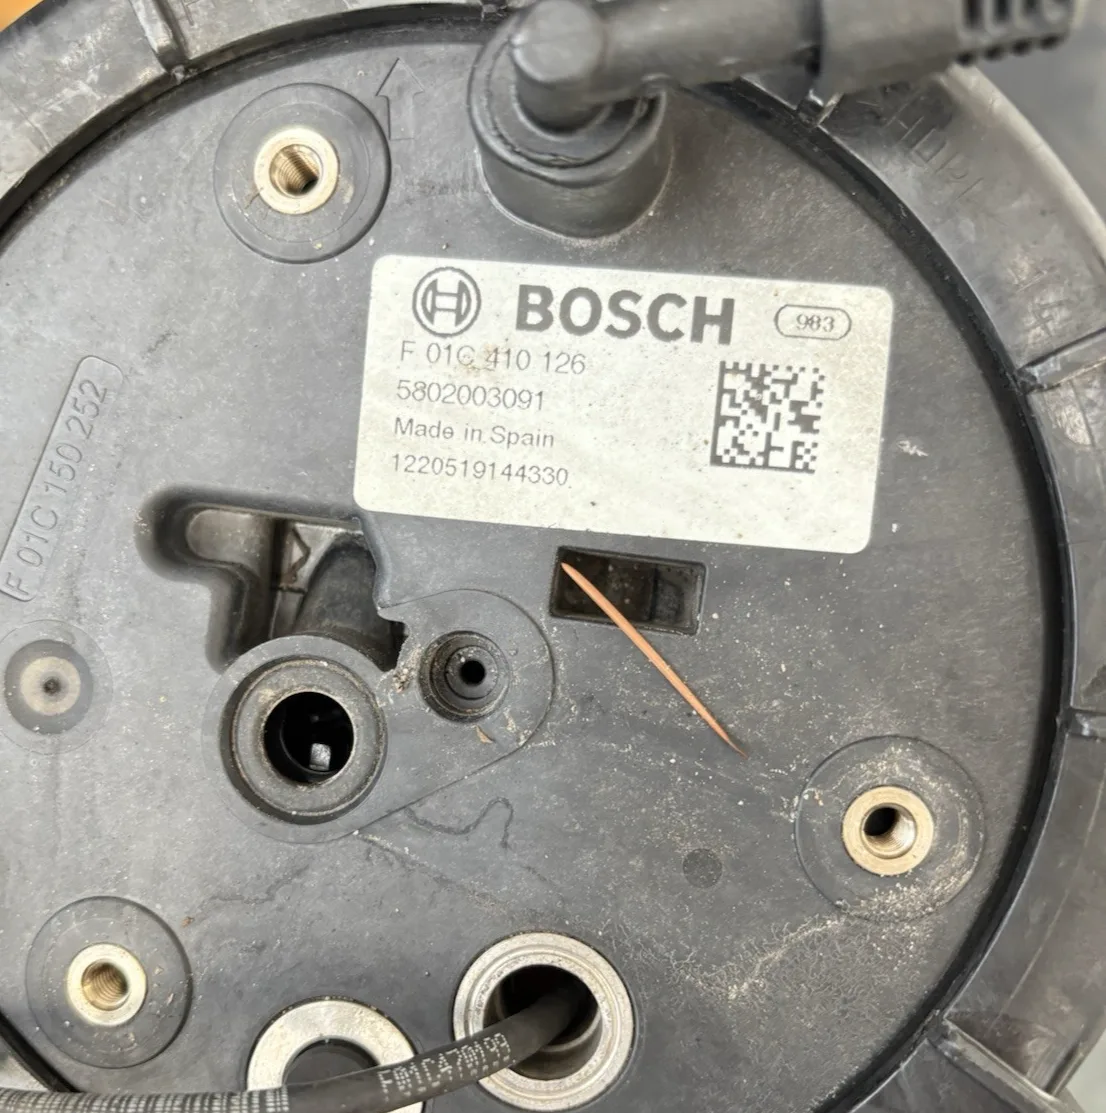 BOSCH 983
F 01C 410 126
5802003091
Made in Spain
1220519144330
F 01C 150 252